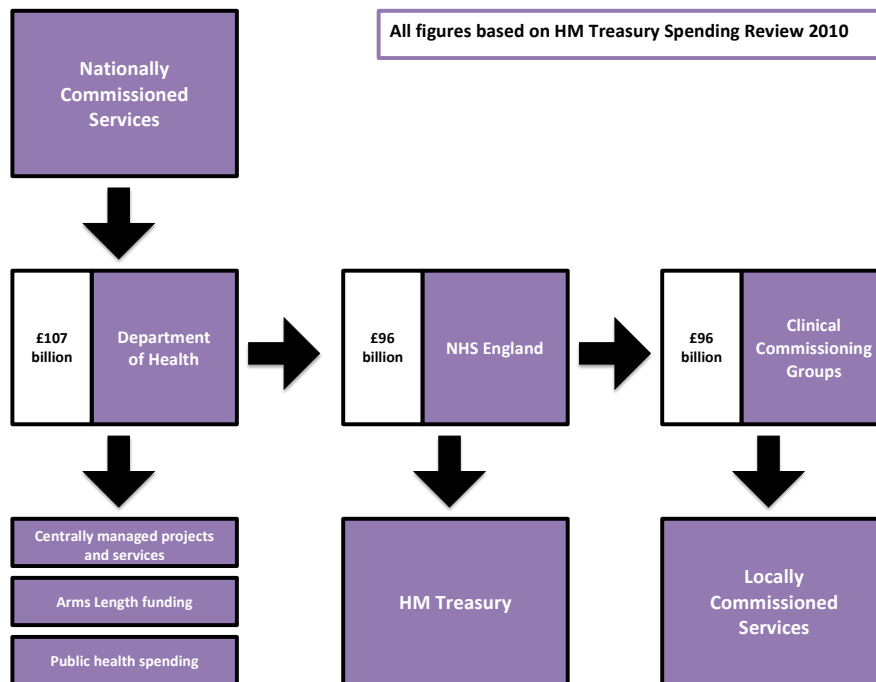 All figures based on HM Treasury Spending Review 2010
Nationally
Commissioned
Services
£107
billion
Department
of Health
£96
billion
NHS England
£96
billion
Clinical
Commissioning
Groups
Centrally managed projects
and services
Arms Length funding
Public health spending
HM Treasury
Locally
Commissioned
Services